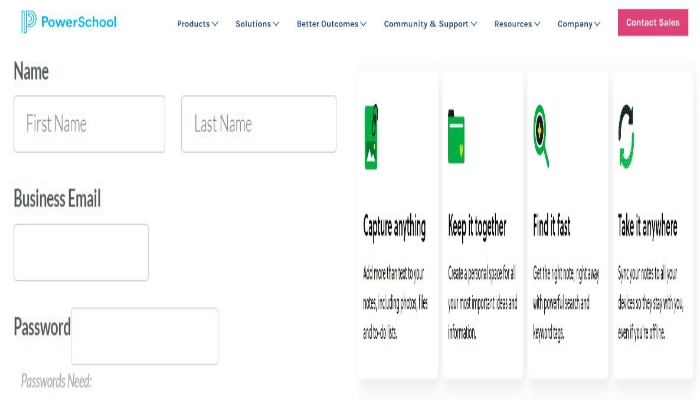 PowerSchool
Products
Solutions
Better Outcomes
Community & Support
Resources
Company
Contact Sales
Name
First Name
Last Name
Business Email
Password
Passwords Need:
Capture anything
Add more than text to your
notes, including photos, files
and to-do lists.
Keep it together
Create a personal space for all
your most important ideas and
information.
Find it fast
Get the right note, right away
with powerful search and
keyword tags.
Take it anywhere
Sync your notes to all your
devices so they stay with you,
even if you're offline.